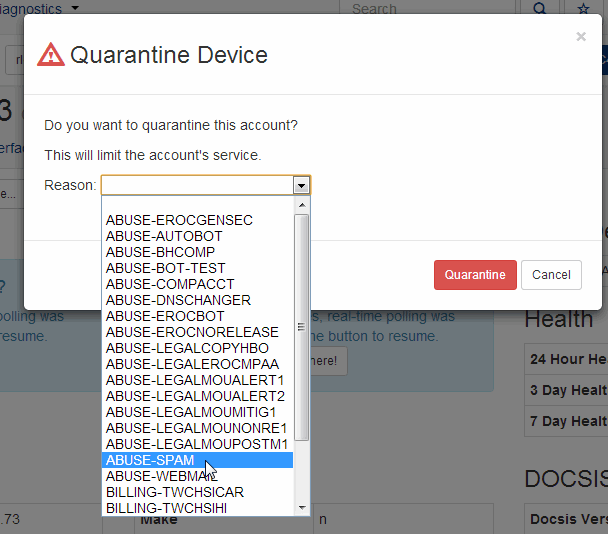 iagnostics
Search
Quarantine Device
×
Do you want to quarantine this account?
This will limit the account's service.
Reason:
ABUSE-EROCGENSEC
ABUSE-AUTOBOT
ABUSE-BHCOMP
ABUSE-BOT-TEST
ABUSE-COMPACCT
ABUSE-DNSCHANGER
ABUSE-EROCBOT
ABUSE-EROCNORELEASE
ABUSE-LEGALCOPYHBO
ABUSE-LEGALEROCMPAA
ABUSE-LEGALMOUALERT1
ABUSE-LEGALMOUALERT2
ABUSE-LEGALMOUMITIG1
ABUSE-LEGALMOUNONRE1
ABUSE-LEGALMOUPOSTM1
ABUSE-SPAM
ABUSE-WEBMAIL
BILLING-TWCHSICAR
BILLING-TWCHSIHI
Quarantine
Cancel
3
erfac
e...
?
polling was
s, real-time polling was
resume.
he button to resume.
here!
Health
24 Hour He
3 Day Healt
7 Day Healt
DOCSIS
.73
Make
n
Docsis Vers